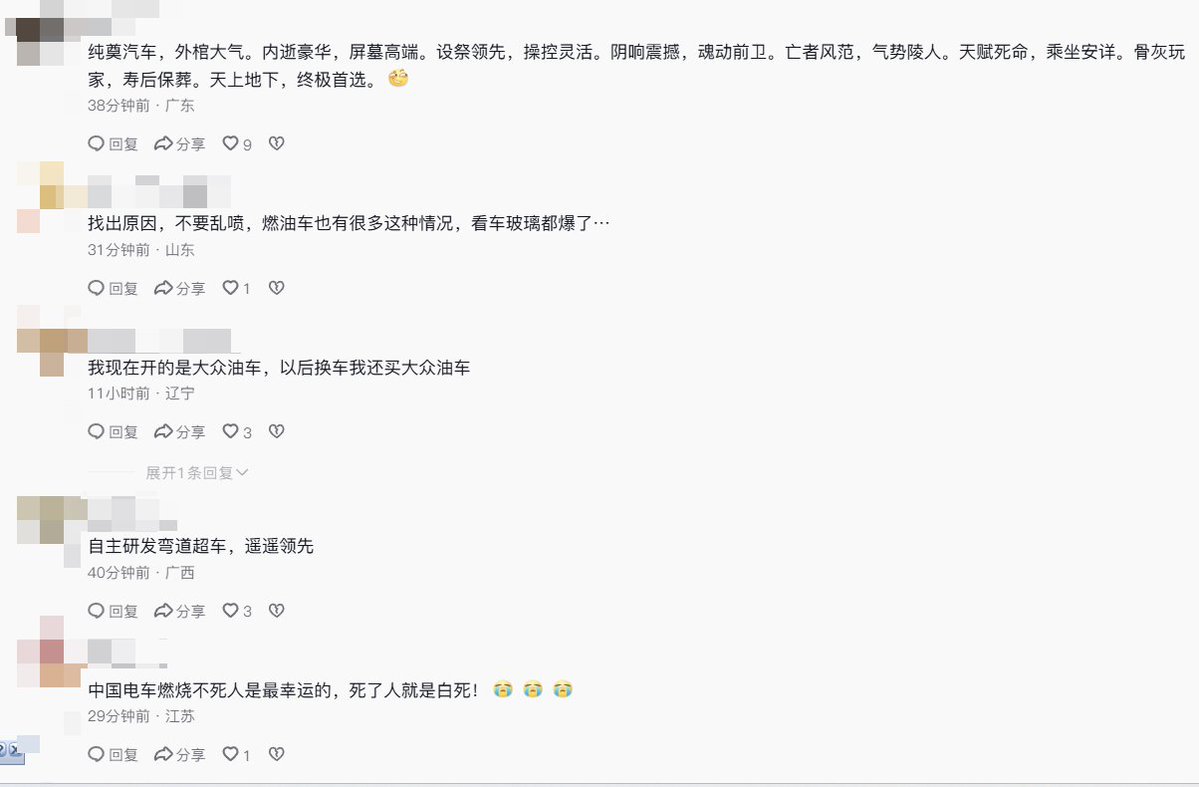 纯奠汽车，外棺大气。内逝豪华，屏墓高端。设祭领先，操控灵活。阴响震撼，魂动前卫。亡者风范，气势陵人。天赋死命，乘坐安详。骨灰玩
家，寿后保葬。天上地下，终极首选。
38分钟前 · 广东
回复 分享 9
找出原因，不要乱喷，燃油车也有很多这种情况，看车玻璃都爆了…
31分钟前 · 山东
回复 分享 1
我现在开的是大众油车，以后换车我还买大众油车
11小时前 · 辽宁
回复 分享 3
展开1条回复
自主研发弯道超车，遥遥领先
40分钟前 · 广西
回复 分享 3
中国电车燃烧不死人是最幸运的，死了人就是白死！😭😭😭
29分钟前 · 江苏
回复 分享 1